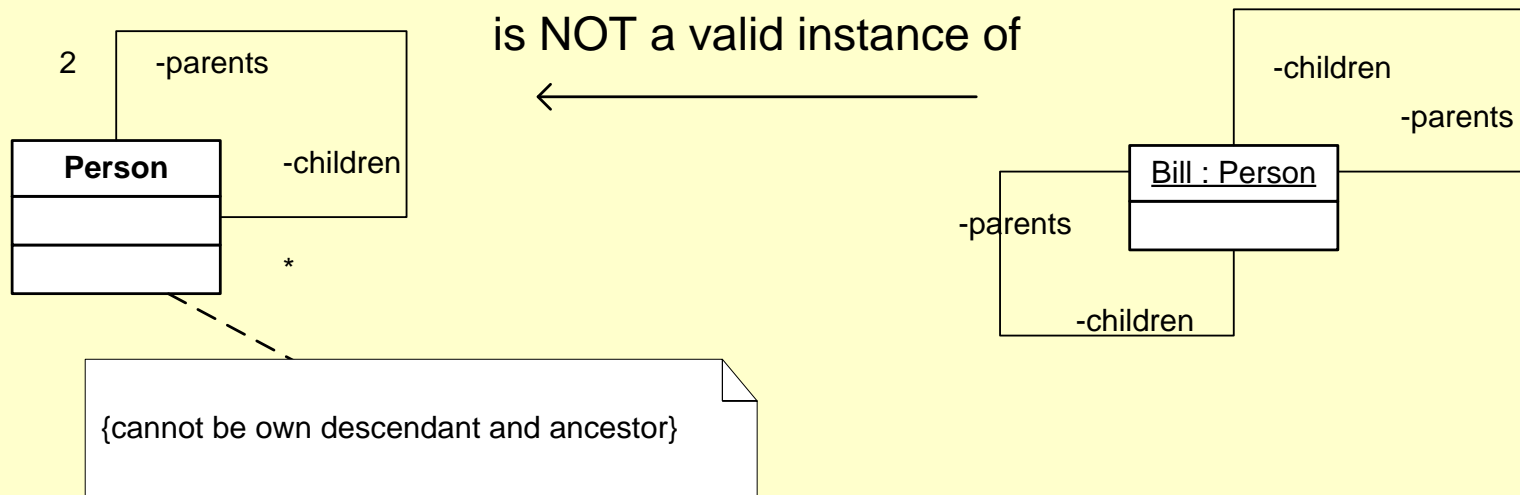 is NOT a valid instance of
2
-parents
-children
Person
*
{cannot be own descendant and ancestor}
-children
-parents
Bill : Person
-parents
-children